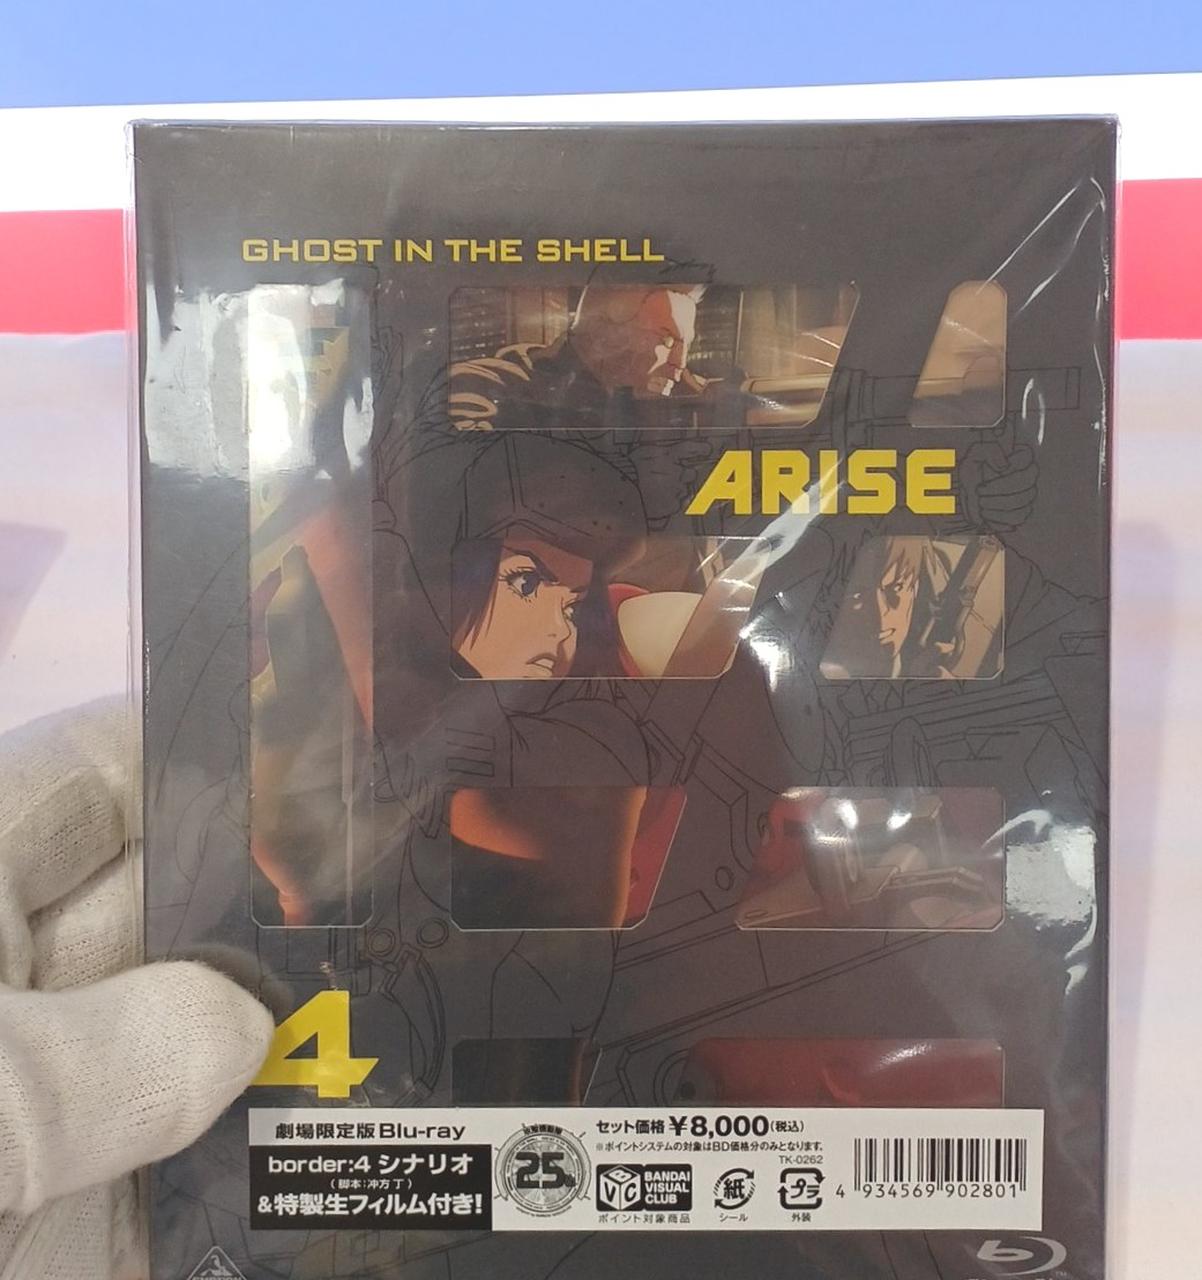 GHOST IN THE SHELL
ARISE
4
劇場限定版Blu-ray
border:4 シナリオ
(脚本:冲方 丁)
&特製生フィルム付き!
25th
セット価格 ¥8,000(税込)
※ポイントシステムの対象はBD価格分のみとなります。
TK-0262
BVC
BANDAI
VISUAL
CLUB
ポイント対象商品
紙
シール
プラ
外装
4 934569 902801